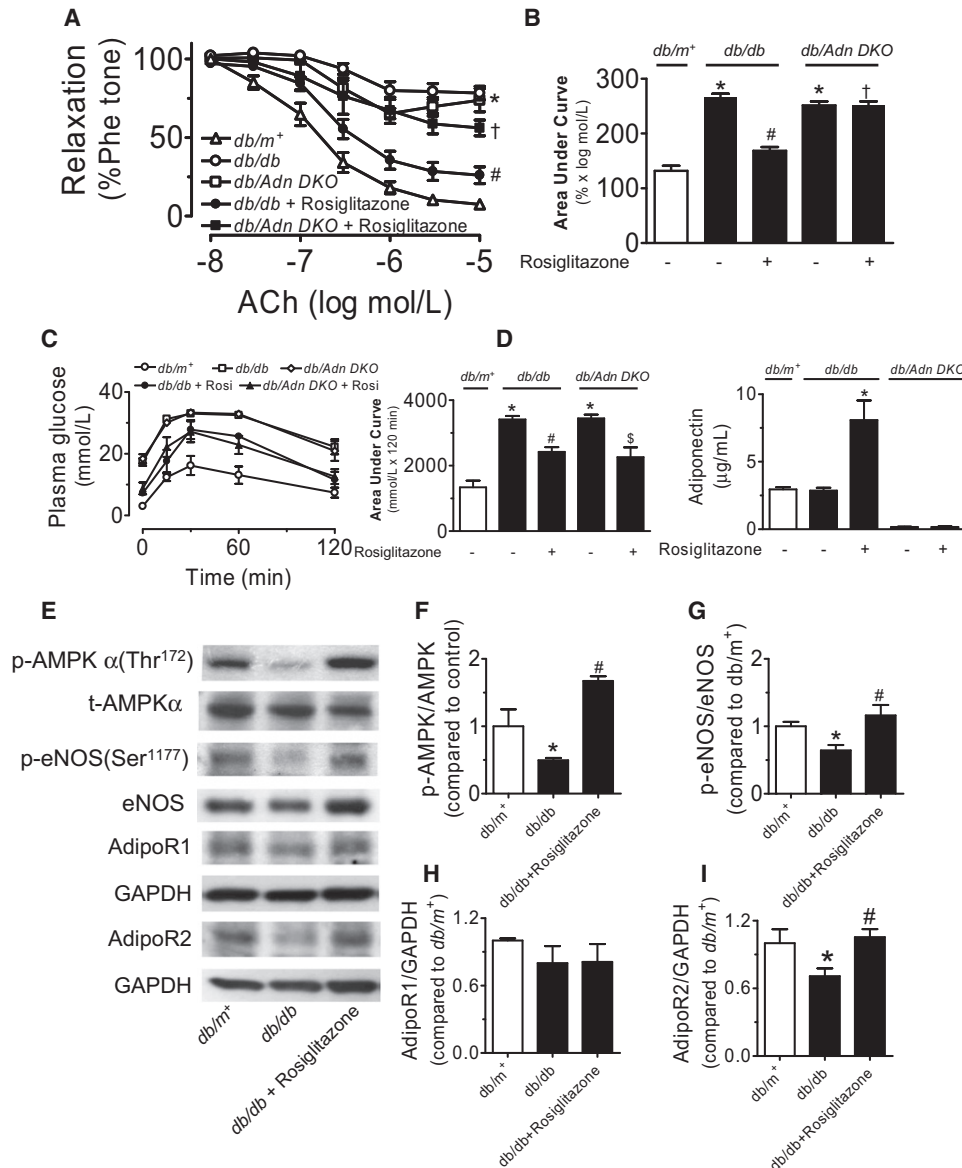 A
Relaxation
(%Phe tone)
0
50
100
db/m+
db/db
db/Adn DKO
db/db + Rosiglitazone
db/Adn DKO + Rosiglitazone
*
†
#
-8 -7 -6 -5
ACh (log mol/L)
B
db/m+ db/db db/Adn DKO
Area Under Curve
(% x log mol/L)
300
200
100
0
* # * †
Rosiglitazone - - + - +
C
db/m+ db/db db/Adn DKO
db/db + Rosi db/Adn DKO + Rosi
Plasma glucose
(mmol/L)
40
20
0
0 60 120
Time (min)
db/m+ db/db db/Adn DKO
Area Under Curve
(mmol/L x 120 min)
4000
2000
0
* # * $
Rosiglitazone - - + - +
D
db/m+ db/db db/Adn DKO
Adiponectin
(μg/mL)
10
5
0
*
Rosiglitazone - - + - +
E
p-AMPK α(Thr172)
t-AMPKα
p-eNOS(Ser1177)
eNOS
AdipoR1
GAPDH
AdipoR2
GAPDH
db/m+ db/db db/db + Rosiglitazone
F
p-AMPK/AMPK
(compared to control)
2
1
0
* #
db/m+ db/db db/db+Rosiglitazone
G
p-eNOS/eNOS
(compared to db/m+)
2
1
0
* #
db/m+ db/db db/db+Rosiglitazone
H
AdipoR1/GAPDH
(compared to db/m+)
1.2
0.6
0.0
db/m+ db/db db/db+Rosiglitazone
I
AdipoR2/GAPDH
(compared to db/m+)
1.2
0.6
0.0
* #
db/m+ db/db db/db+Rosiglitazone